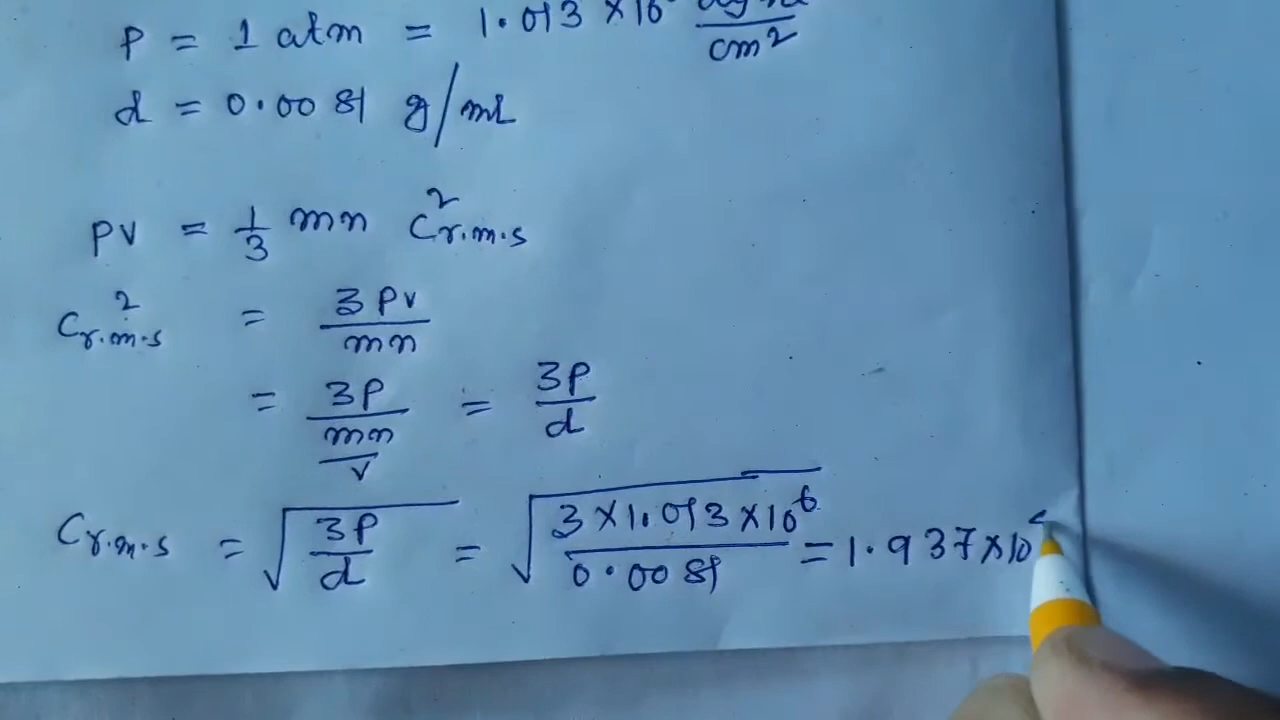 P = 1 atm = 1.013 × 10 / cm²
d = 0.0081 g/mL
PV = 1/3 mn C²r.m.s
C²r.m.s = 3PV/mn
= 3P/(mn/V) = 3P/d
Cr.m.s = √(3P/d) = √(3×1.013×10⁶/0.0081) = 1.937×10